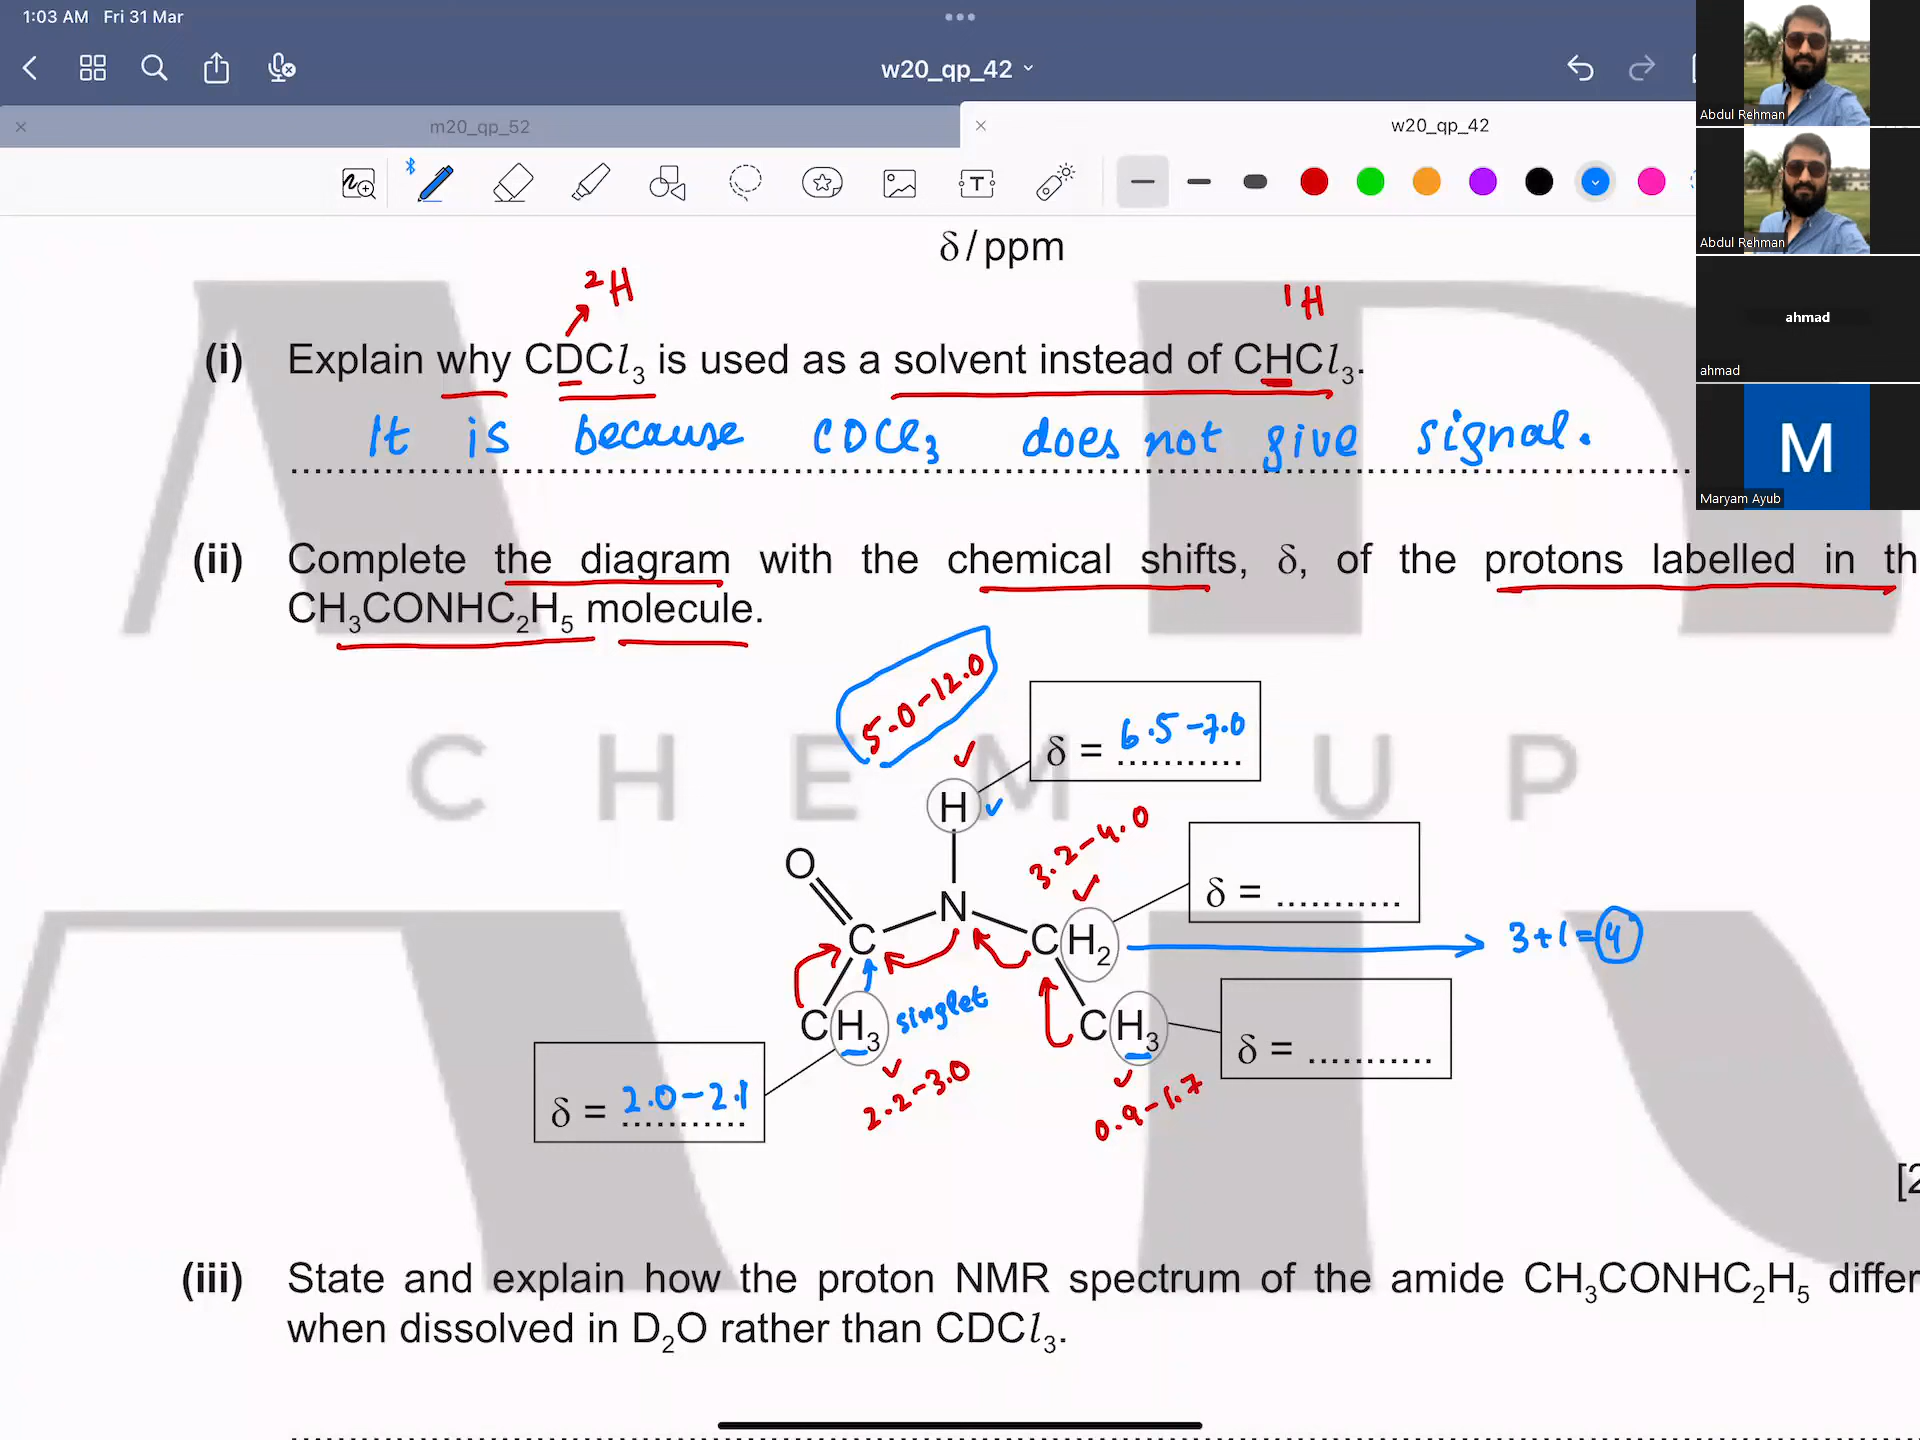 1:03 AM Fri 31 Mar
w20_qp_42
m20_qp_52
w20_qp_42
Abdul Rehman
Abdul Rehman
ahmad
ahmad
M
Maryam Ayub
δ / ppm
²H
¹H
(i) Explain why CDCl₃ is used as a solvent instead of CHCl₃.
It is because CDCl₃ does not give signal.
(ii) Complete the diagram with the chemical shifts, δ, of the protons labelled in th
CH₃CONHC₂H₅ molecule.
5.0-12.0
δ = 6.5-7.0
CHEM UP
H
3.2-4.0
O
δ = ...........
N
C
CH₂
3+1=4
CH₃
singlet
CH₃
δ = ...........
δ = 2.0-2.1
2.2-3.0
0.9-1.7
[2
(iii) State and explain how the proton NMR spectrum of the amide CH₃CONHC₂H₅ differ
when dissolved in D₂O rather than CDCl₃.